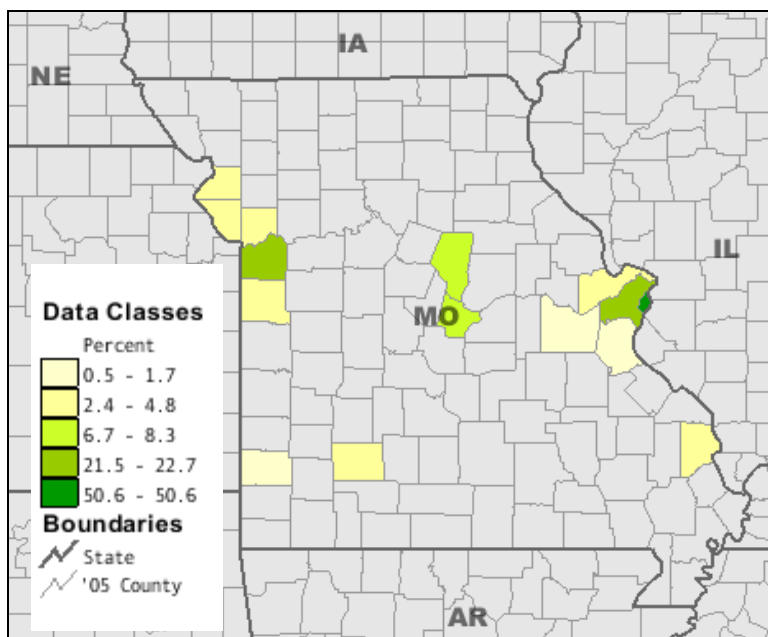 IA
NE
IL
MO
Data Classes
Percent
0.5 - 1.7
2.4 - 4.8
6.7 - 8.3
21.5 - 22.7
50.6 - 50.6
Boundaries
State
'05 County
AR